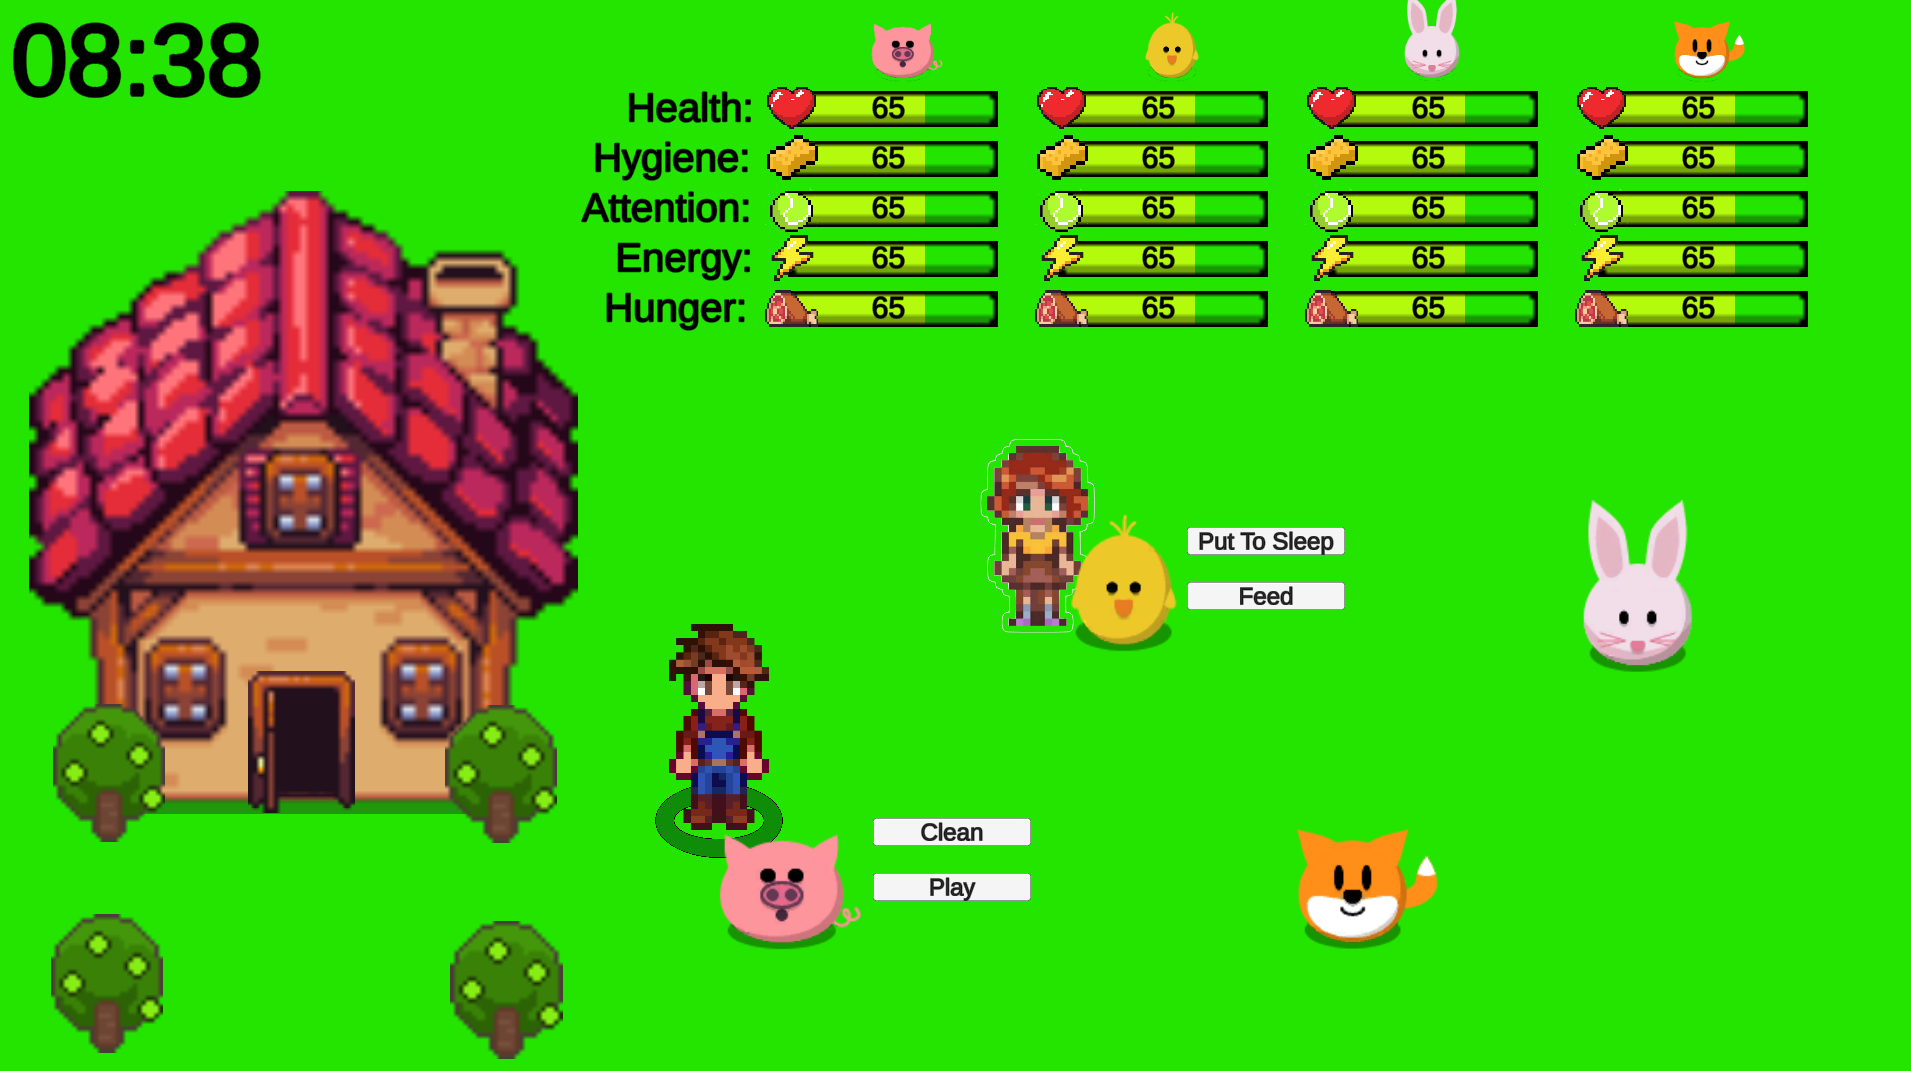 08:38
Health: 65 65 65 65
Hygiene: 65 65 65 65
Attention: 65 65 65 65
Energy: 65 65 65 65
Hunger: 65 65 65 65
Put To Sleep
Feed
Clean
Play